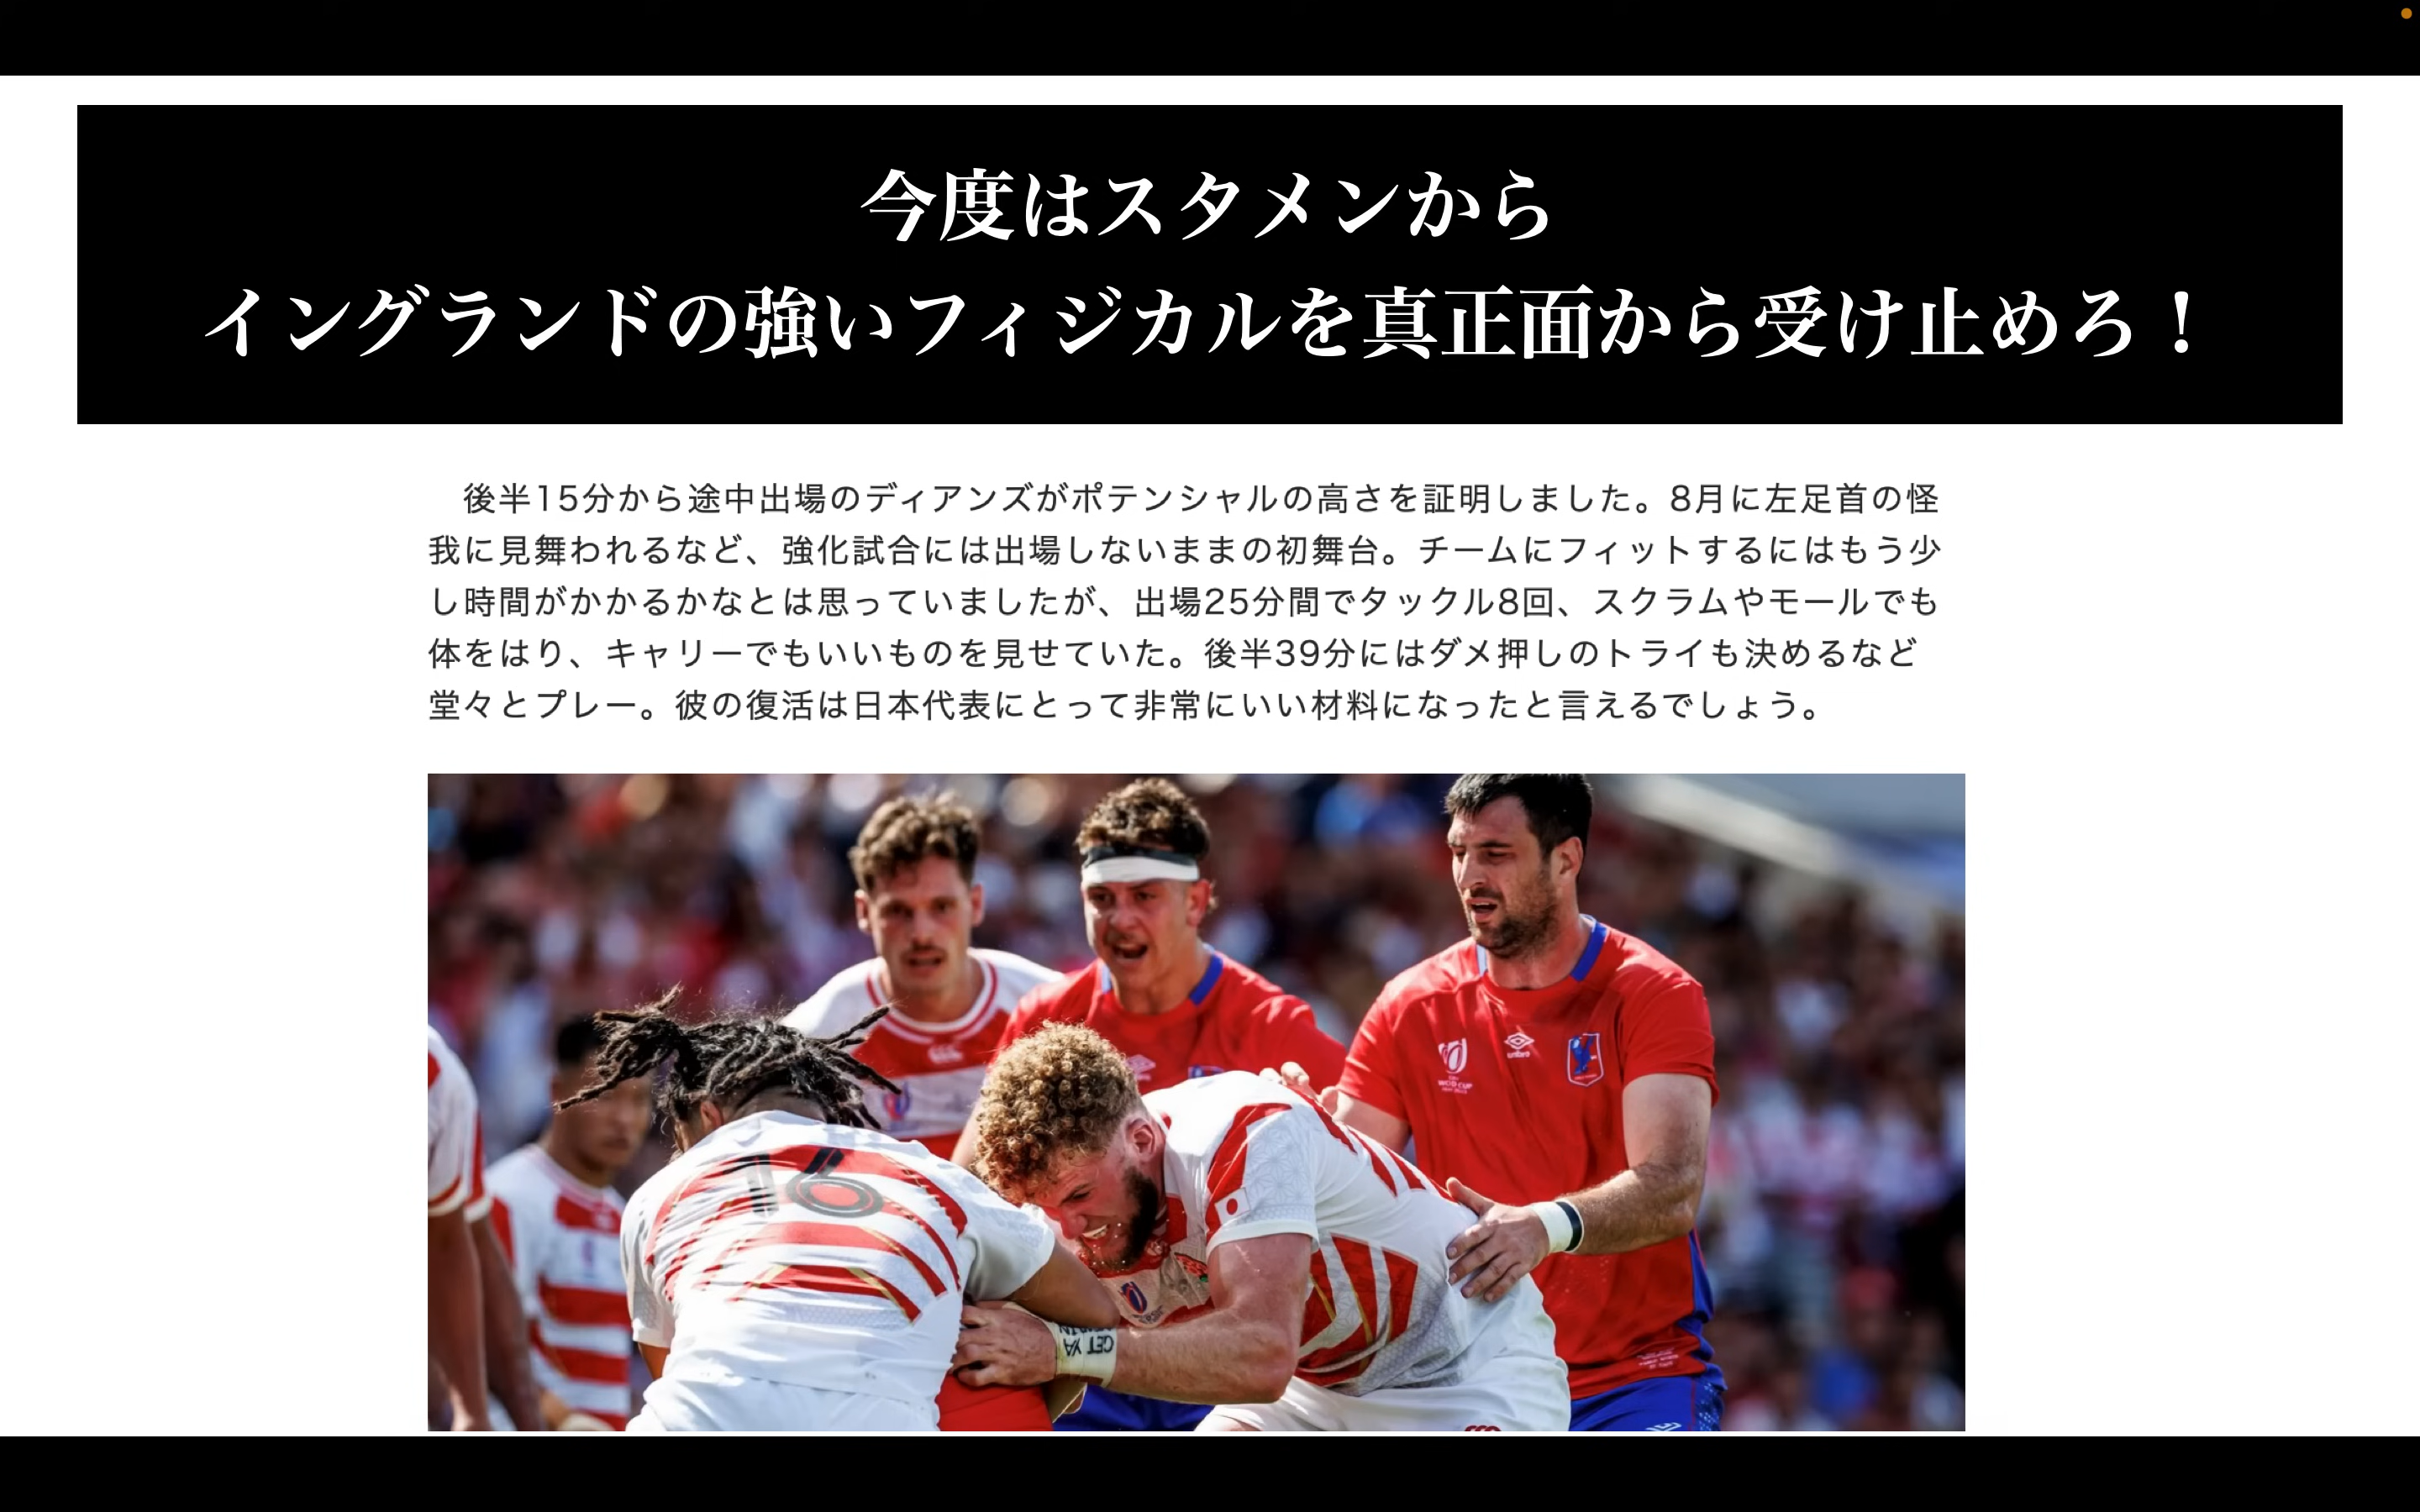 今度はスタメンから
イングランドの強いフィジカルを真正面から受け止めろ！
後半15分から途中出場のディアンズがポテンシャルの高さを証明しました。8月に左足首の怪
我に見舞われるなど、強化試合には出場しないままの初舞台。チームにフィットするにはもう少
し時間がかかるかなとは思っていましたが、出場25分間でタックル8回、スクラムやモールでも
体をはり、キャリーでもいいものを見せていた。後半39分にはダメ押しのトライも決めるなど
堂々とプレー。彼の復活は日本代表にとって非常にいい材料になったと言えるでしょう。
umbro
16
GET YA